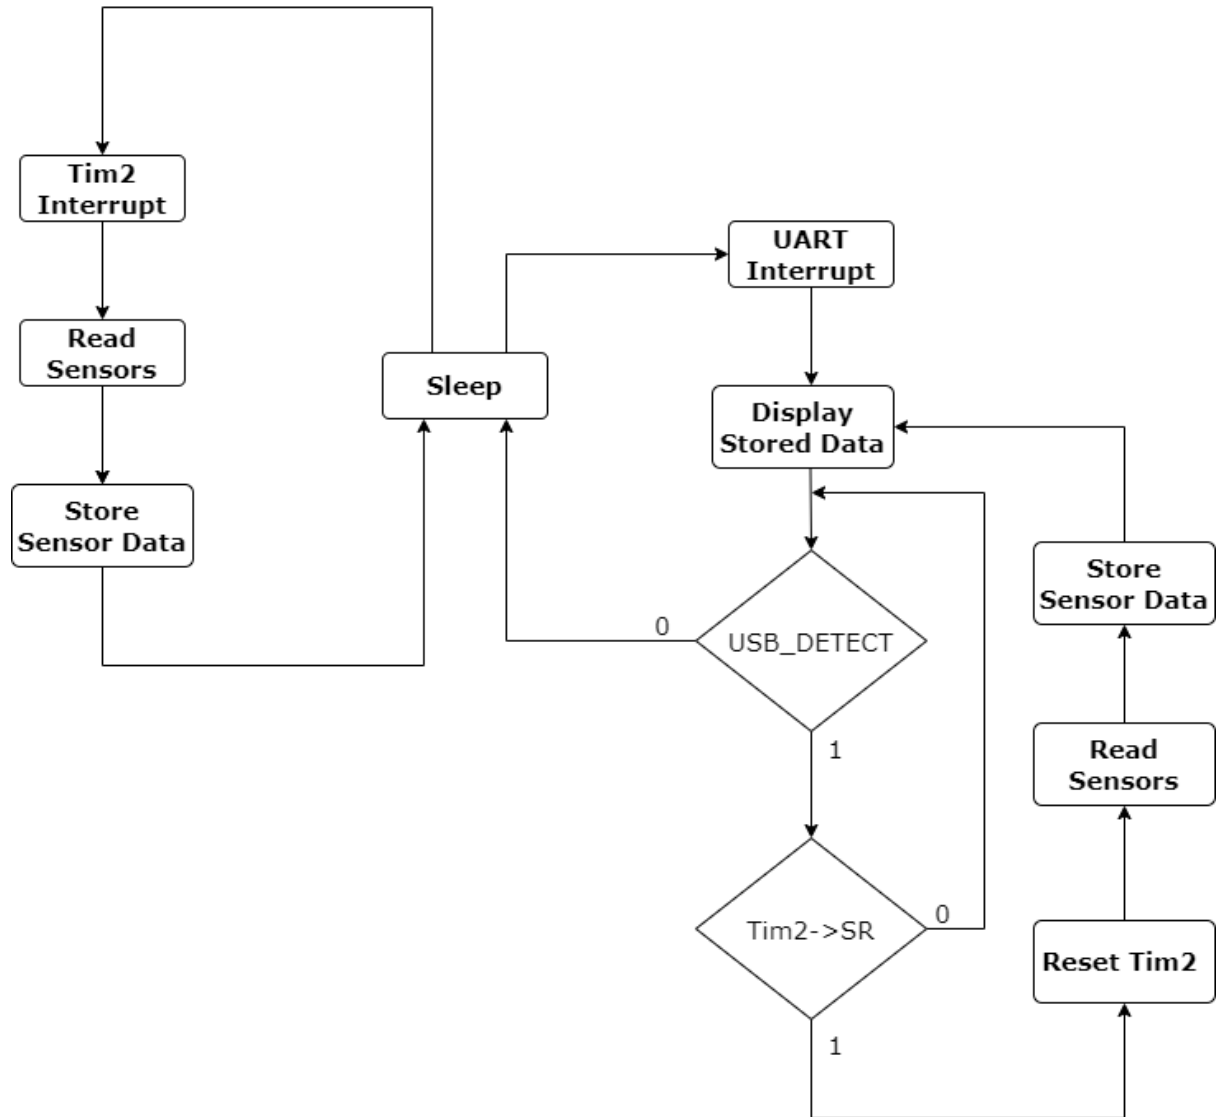 Tim2
Interrupt
UART
Interrupt
Read
Sensors
Sleep
Display
Stored Data
Store
Sensor Data
Store
Sensor Data
0
USB_DETECT
1
Read
Sensors
Tim2->SR
0
Reset Tim2
1